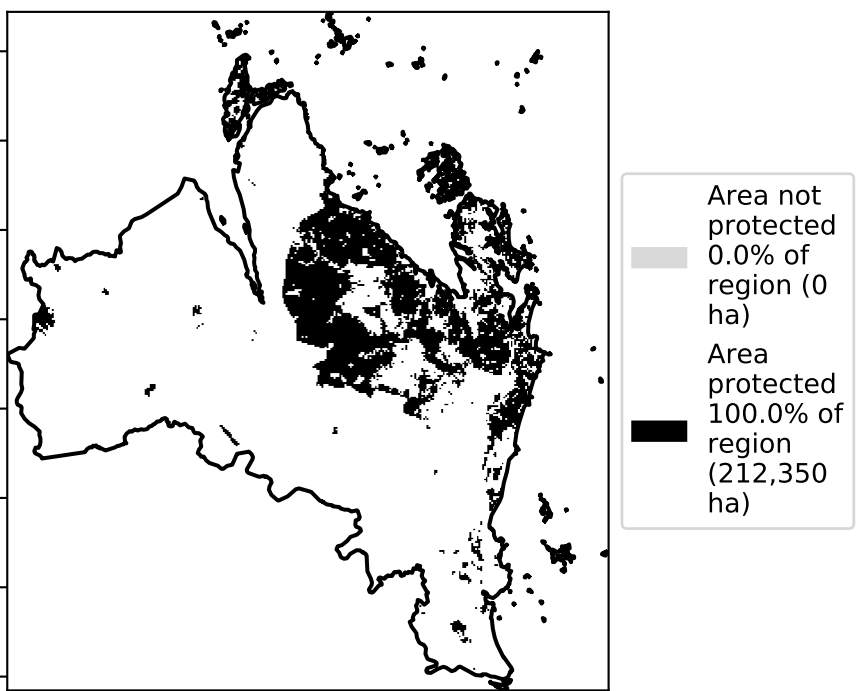 Area not
protected
0.0% of
region (0
ha)
Area
protected
100.0% of
region
(212,350
ha)